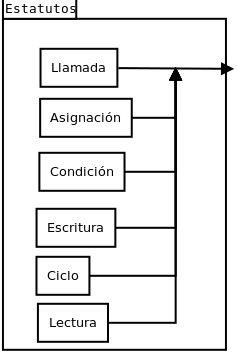 Estatutos
Llamada
Asignación
Condición
Escritura
Ciclo
Lectura